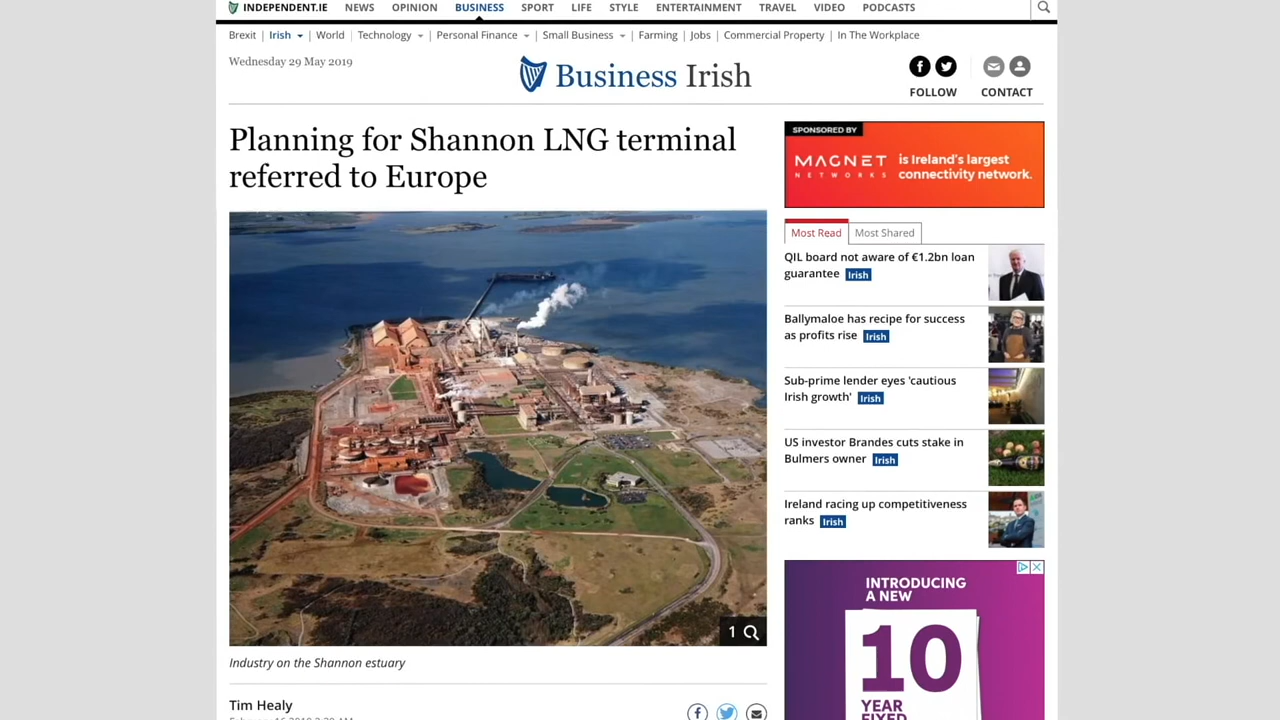 INDEPENDENT.IE NEWS OPINION BUSINESS SPORT LIFE STYLE ENTERTAINMENT TRAVEL VIDEO PODCASTS
Brexit | Irish | World | Technology | Personal Finance | Small Business | Farming | Jobs | Commercial Property | In The Workplace
Wednesday 29 May 2019
Business Irish
FOLLOW
CONTACT
Planning for Shannon LNG terminal
referred to Europe
1
Industry on the Shannon estuary
Tim Healy
SPONSORED BY
MAGNET
NETWORKS
is Ireland's largest
connectivity network.
Most Read
Most Shared
QIL board not aware of €1.2bn loan
guarantee Irish
Ballymaloe has recipe for success
as profits rise Irish
Sub-prime lender eyes 'cautious
Irish growth' Irish
US investor Brandes cuts stake in
Bulmers owner Irish
Ireland racing up competitiveness
ranks Irish
INTRODUCING
A NEW
10
YEAR
FIXED